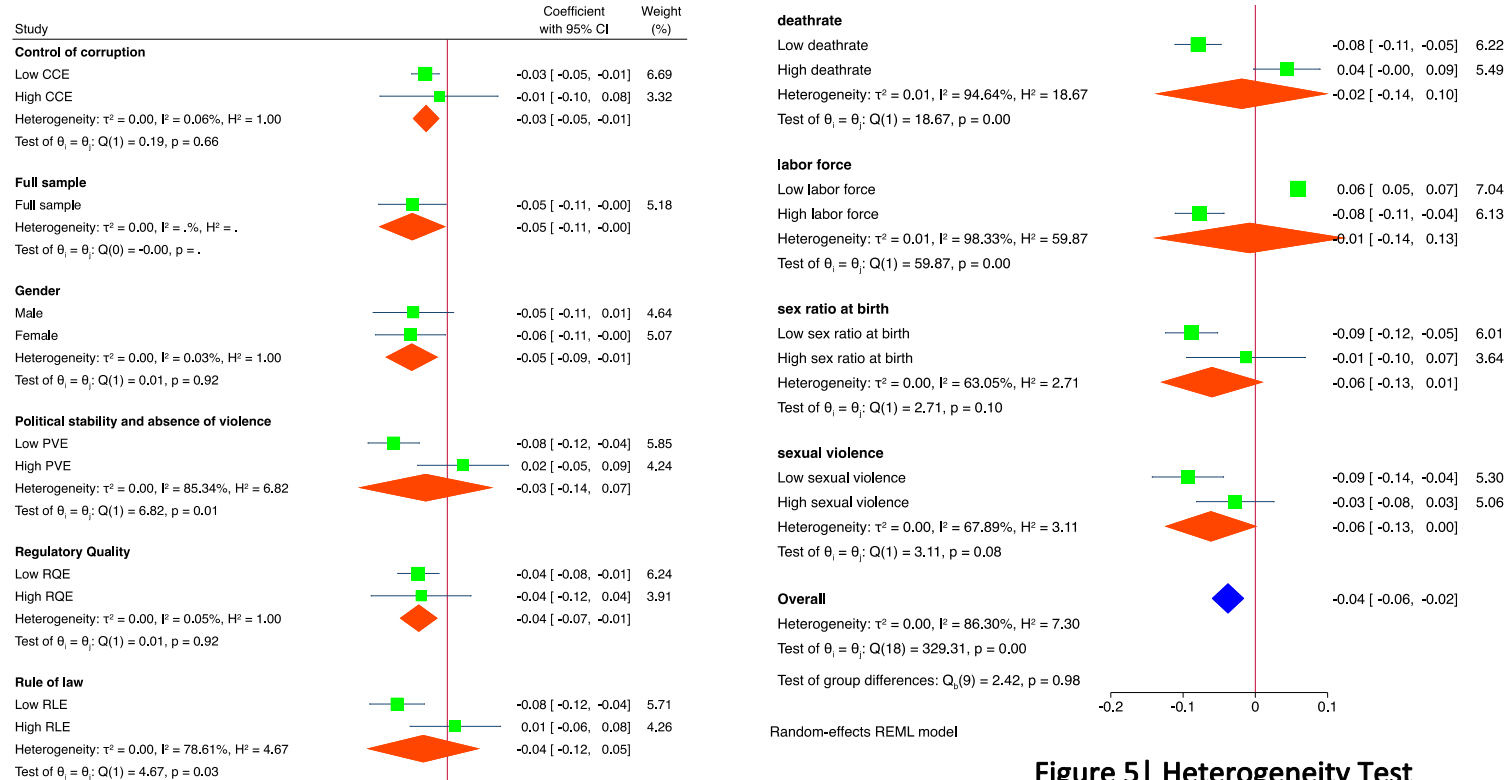 Coefficient Weight
Study with 95% CI (%)
Control of corruption
Low CCE -0.03 [ -0.05, -0.01] 6.69
High CCE -0.01 [ -0.10, 0.08] 3.32
Heterogeneity: τ² = 0.00, I² = 0.06%, H² = 1.00 -0.03 [ -0.05, -0.01]
Test of θᵢ = θⱼ: Q(1) = 0.19, p = 0.66
Full sample
Full sample -0.05 [ -0.11, -0.00] 5.18
Heterogeneity: τ² = 0.00, I² = .%, H² = . -0.05 [ -0.11, -0.00]
Test of θᵢ = θⱼ: Q(0) = -0.00, p = .
Gender
Male -0.05 [ -0.11, 0.01] 4.64
Female -0.06 [ -0.11, -0.00] 5.07
Heterogeneity: τ² = 0.00, I² = 0.03%, H² = 1.00 -0.05 [ -0.09, -0.01]
Test of θᵢ = θⱼ: Q(1) = 0.01, p = 0.92
Political stability and absence of violence
Low PVE -0.08 [ -0.12, -0.04] 5.85
High PVE 0.02 [ -0.05, 0.09] 4.24
Heterogeneity: τ² = 0.00, I² = 85.34%, H² = 6.82 -0.03 [ -0.14, 0.07]
Test of θᵢ = θⱼ: Q(1) = 6.82, p = 0.01
Regulatory Quality
Low RQE -0.04 [ -0.08, -0.01] 6.24
High RQE -0.04 [ -0.12, 0.04] 3.91
Heterogeneity: τ² = 0.00, I² = 0.05%, H² = 1.00 -0.04 [ -0.07, -0.01]
Test of θᵢ = θⱼ: Q(1) = 0.01, p = 0.92
Rule of law
Low RLE -0.08 [ -0.12, -0.04] 5.71
High RLE 0.01 [ -0.06, 0.08] 4.26
Heterogeneity: τ² = 0.00, I² = 78.61%, H² = 4.67 -0.04 [ -0.12, 0.05]
Test of θᵢ = θⱼ: Q(1) = 4.67, p = 0.03
deathrate
Low deathrate -0.08 [ -0.11, -0.05] 6.22
High deathrate 0.04 [ -0.00, 0.09] 5.49
Heterogeneity: τ² = 0.01, I² = 94.64%, H² = 18.67 -0.02 [ -0.14, 0.10]
Test of θᵢ = θⱼ: Q(1) = 18.67, p = 0.00
labor force
Low labor force 0.06 [ 0.05, 0.07] 7.04
High labor force -0.08 [ -0.11, -0.04] 6.13
Heterogeneity: τ² = 0.01, I² = 98.33%, H² = 59.87 -0.01 [ -0.14, 0.13]
Test of θᵢ = θⱼ: Q(1) = 59.87, p = 0.00
sex ratio at birth
Low sex ratio at birth -0.09 [ -0.12, -0.05] 6.01
High sex ratio at birth -0.01 [ -0.10, 0.07] 3.64
Heterogeneity: τ² = 0.00, I² = 63.05%, H² = 2.71 -0.06 [ -0.13, 0.01]
Test of θᵢ = θⱼ: Q(1) = 2.71, p = 0.10
sexual violence
Low sexual violence -0.09 [ -0.14, -0.04] 5.30
High sexual violence -0.03 [ -0.08, 0.03] 5.06
Heterogeneity: τ² = 0.00, I² = 67.89%, H² = 3.11 -0.06 [ -0.13, 0.00]
Test of θᵢ = θⱼ: Q(1) = 3.11, p = 0.08
Overall -0.04 [ -0.06, -0.02]
Heterogeneity: τ² = 0.00, I² = 86.30%, H² = 7.30
Test of θᵢ = θⱼ: Q(18) = 329.31, p = 0.00
Test of group differences: Q_b(9) = 2.42, p = 0.98
-0.2 -0.1 0 0.1
Random-effects REML model
Figure 5| Heterogeneity Test